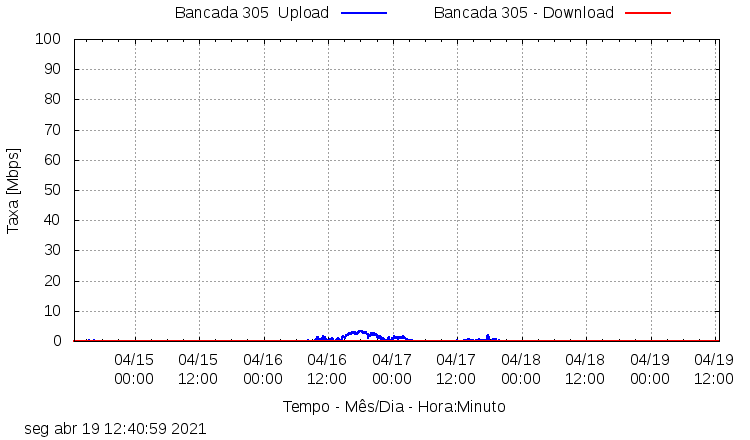 Bancada 305  Upload
Bancada 305 - Download
100
90
80
70
60
50
40
30
20
10
0
Taxa [Mbps]
04/15 04/15 04/16 04/16 04/17 04/17 04/18 04/18 04/19 04/19
00:00 12:00 00:00 12:00 00:00 12:00 00:00 12:00 00:00 12:00
Tempo - Mês/Dia - Hora:Minuto
seg abr 19 12:40:59 2021